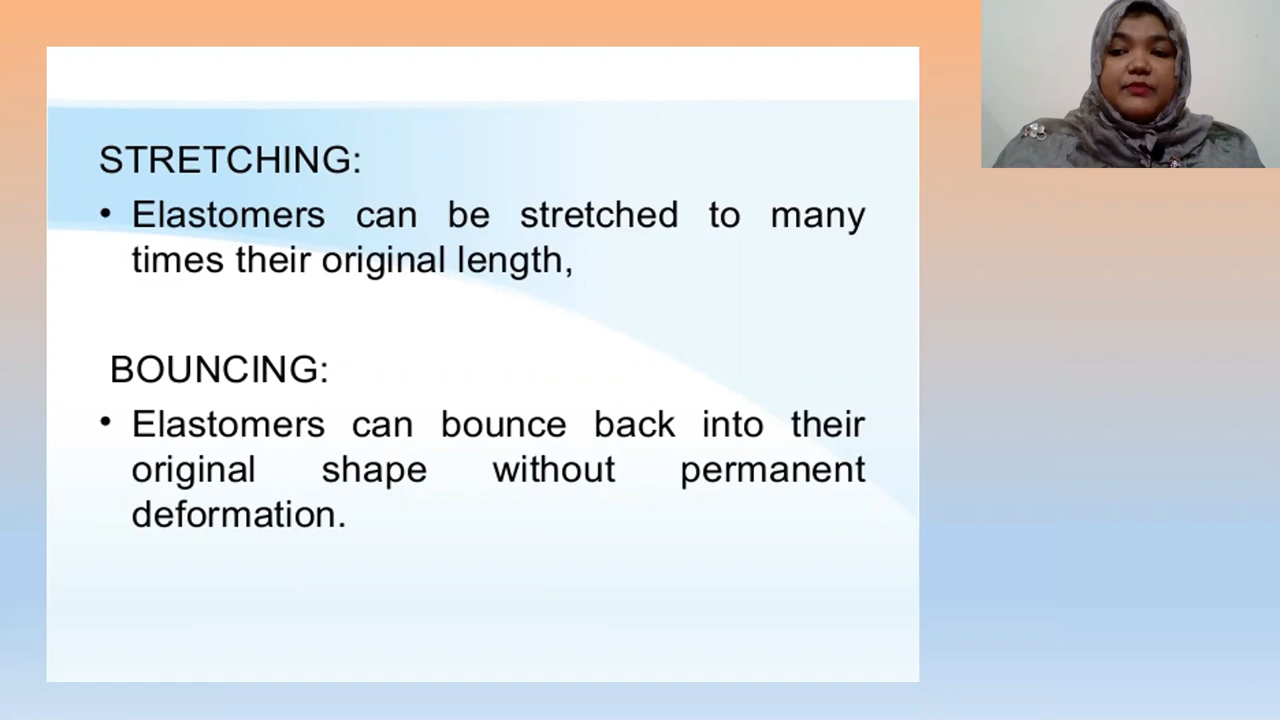 STRETCHING:
• Elastomers can be stretched to many
times their original length,
BOUNCING:
• Elastomers can bounce back into their
original shape without permanent
deformation.